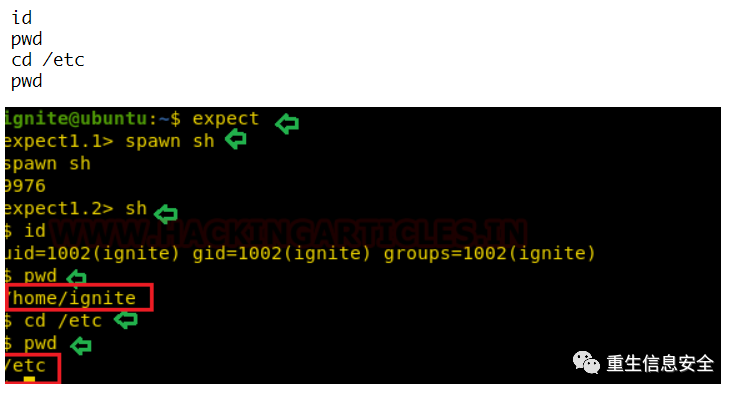 id
pwd
cd /etc
pwd
ignite@ubuntu:~$ expect
expect1.1> spawn sh
spawn sh
9976
expect1.2> sh
WWW.HACKINGARTICLES.IN
$ id
uid=1002(ignite) gid=1002(ignite) groups=1002(ignite)
$ pwd
/home/ignite
$ cd /etc
$ pwd
/etc
重生信息安全